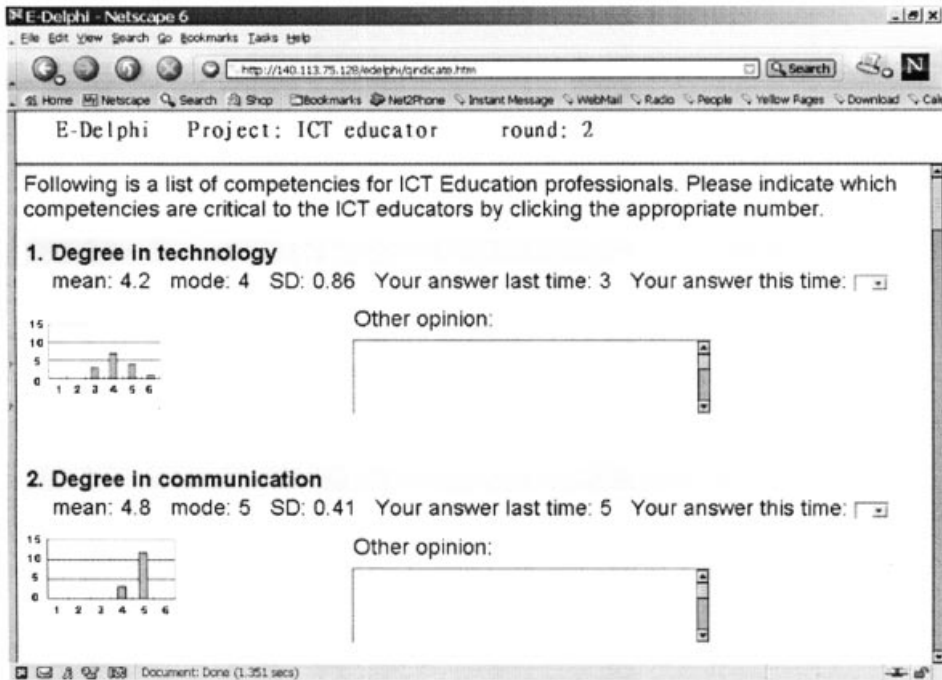 E-Delphi - Netscape 6
File Edit View Search Go Bookmarks Tasks Help
http://140.113.75.128/edelphi/qndicate.htm Search N
Home Netscape Search Shop Bookmarks Net2Phone Instant Message WebMail Radio People Yellow Pages Download Cal
E-Delphi Project: ICT educator round: 2
Following is a list of competencies for ICT Education professionals. Please indicate which
competencies are critical to the ICT educators by clicking the appropriate number.
1. Degree in technology
mean: 4.2 mode: 4 SD: 0.86 Your answer last time: 3 Your answer this time:
Other opinion:
15
10
5
0
1 2 3 4 5 6
2. Degree in communication
mean: 4.8 mode: 5 SD: 0.41 Your answer last time: 5 Your answer this time:
Other opinion:
15
10
5
0
1 2 3 4 5 6
Document: Done (1.351 secs)